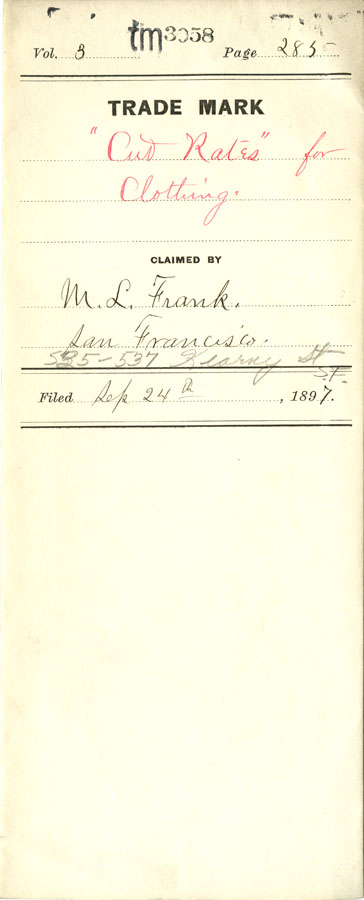 tm3058
Vol. 3 Page 285
TRADE MARK
"Cut Rates" for
Clothing.
CLAIMED BY
M. L. Frank.
San Francisco.
535-537 Kearny St
S.F.
Filed Sep 24th, 1897.